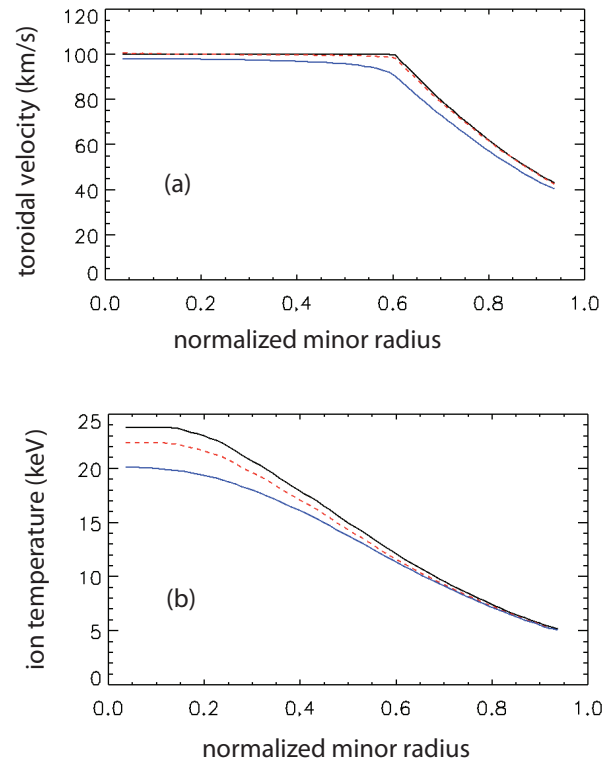 toroidal velocity (km/s)
120
100
80
60
40
20
0
(a)
0.0 0.2 0.4 0.6 0.8 1.0
normalized minor radius
ion temperature (keV)
25
20
15
10
5
0
(b)
0.0 0.2 0.4 0.6 0.8 1.0
normalized minor radius